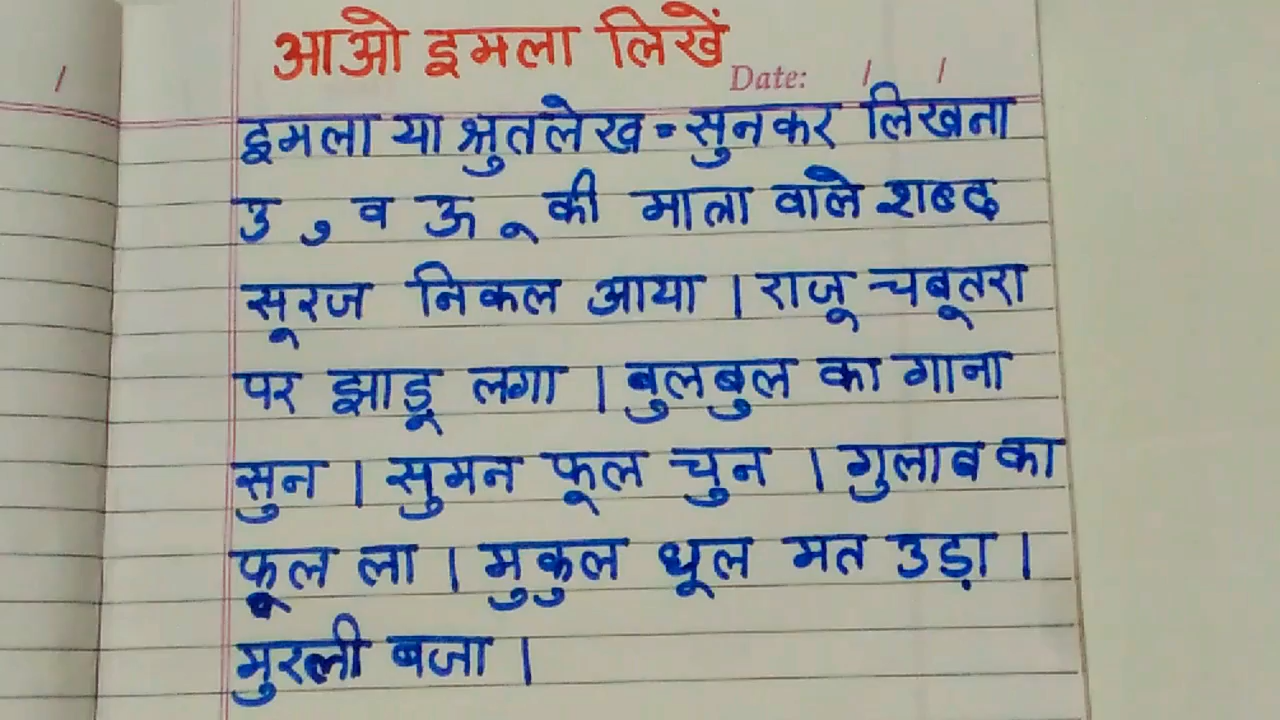 आओ इमला लिखें
Date: / /
/
इमला या श्रुतलेख = सुनकर लिखना
उ ु व ऊ ू की मात्रा वाले शब्द
सूरज निकल आया । राजू चबूतरा
पर झाड़ू लगा । बुलबुल का गाना
सुन । सुमन फूल चुन । गुलाब का
फूल ला । मुकुल धूल मत उड़ा ।
मुरली बजा ।